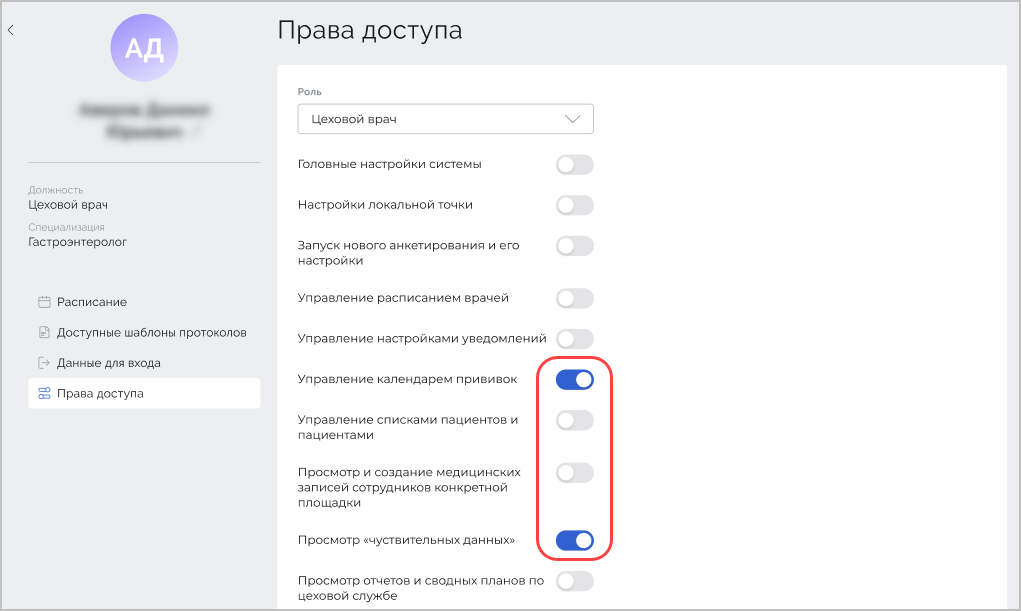 АД
Должность
Цеховой врач
Специализация
Гастроэнтеролог
Расписание
Доступные шаблоны протоколов
Данные для входа
Права доступа
Права доступа
Роль
Цеховой врач
Головные настройки системы
Настройки локальной точки
Запуск нового анкетирования и его
настройки
Управление расписанием врачей
Управление настройками уведомлений
Управление календарем прививок
Управление списками пациентов и
пациентами
Просмотр и создание медицинских
записей сотрудников конкретной
площадки
Просмотр «чуствительных данных»
Просмотр отчетов и сводных планов по
цеховой службе